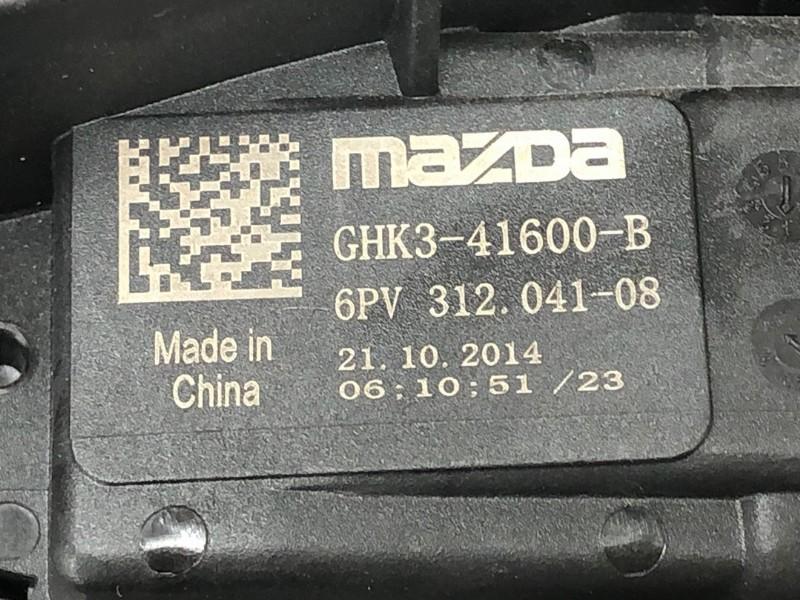 mazDa
GHK3-41600-B
6PV 312.041-08
Made in
China
21.10.2014
06:10:51 /23